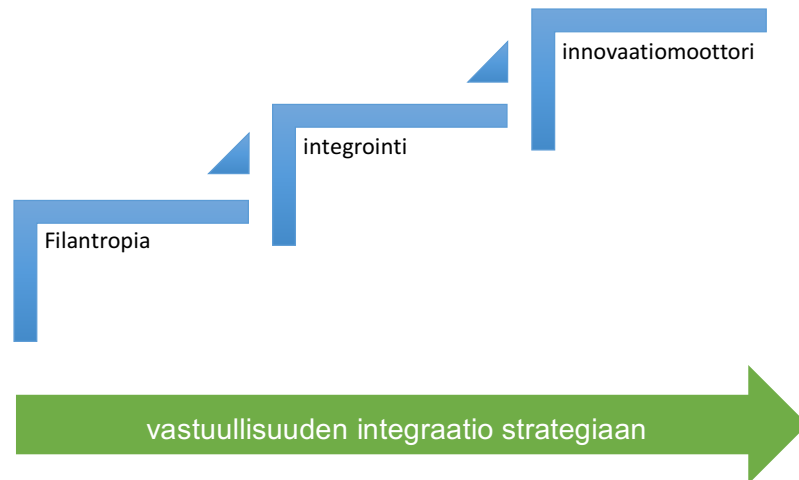 innovaatiomoottori
integrointi
Filantropia
vastuullisuuden integraatio strategiaan